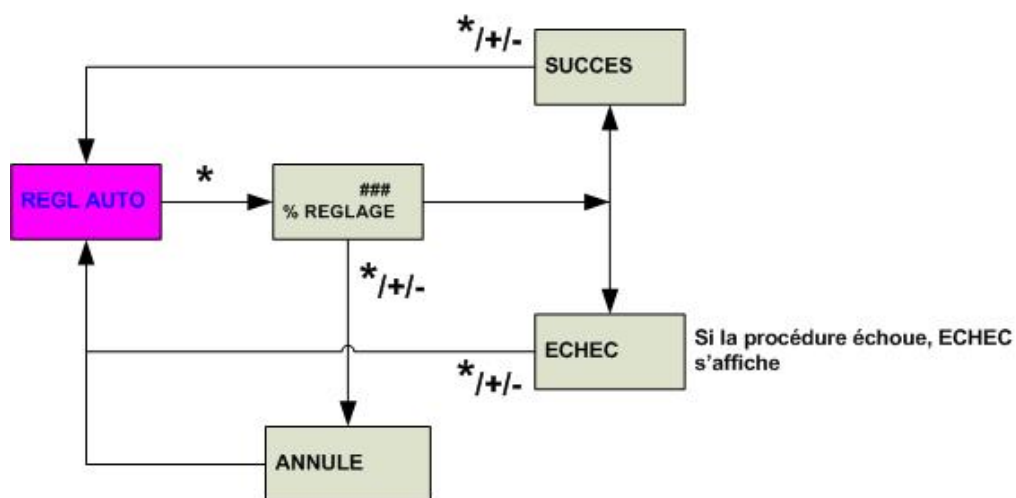 */+/-
SUCCES
REGL AUTO
*
###
% REGLAGE
*/+/-
ECHEC
Si la procédure échoue, ECHEC
s'affiche
*/+/-
ANNULE